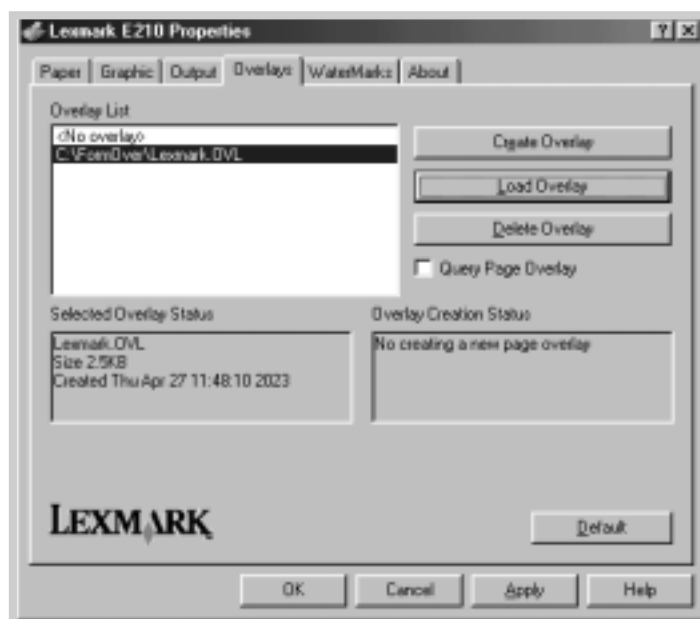 Lexmark E210 Properties
? X
Paper Graphic Output Overlays WaterMarks About
Overlay List
<No overlay>
C:\FormOver\Lexmark.OVL
Create Overlay
Load Overlay
Delete Overlay
Query Page Overlay
Selected Overlay Status
Lexmark.OVL
Size 2.5KB
Created Thu Apr 27 11:48:10 2023
Overlay Creation Status
No creating a new page overlay
LEXMARK
Default
OK Cancel Apply Help